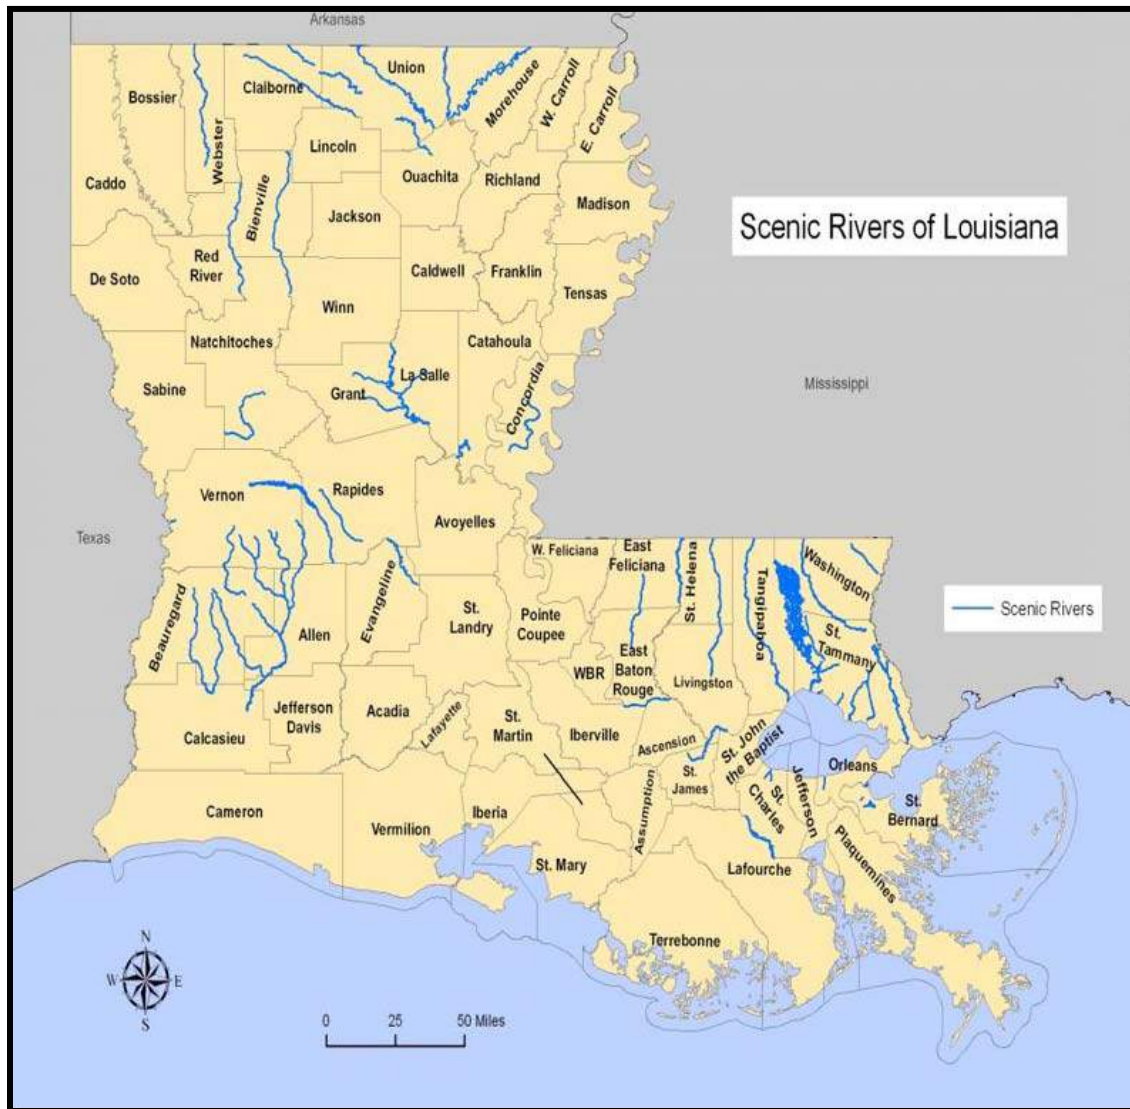 Arkansas
Union
Claiborne
Bossier
Morehouse
W. Carroll
E. Carroll
Webster
Lincoln
Caddo
Ouachita
Richland
Bienville
Madison
Jackson
Scenic Rivers of Louisiana
Red
River
De Soto
Caldwell
Franklin
Tensas
Winn
Natchitoches
Catahoula
Sabine
La Salle
Grant
Concordia
Mississippi
Vernon
Rapides
Avoyelles
Texas
W. Feliciana
East
Feliciana
St. Helena
Tangipahoa
Washington
Beauregard
Allen
Evangeline
St.
Landry
Pointe
Coupee
Scenic Rivers
St.
Tammany
East
Baton
Rouge
WBR
Livingston
Jefferson
Davis
Acadia
Lafayette
St.
Martin
Iberville
Ascension
St. John
the Baptist
Calcasieu
Orleans
St.
James
St.
Charles
Jefferson
St.
Bernard
Cameron
Vermilion
Iberia
Assumption
Plaquemines
St. Mary
Lafourche
Terrebonne
N
W
E
S
0 25 50 Miles